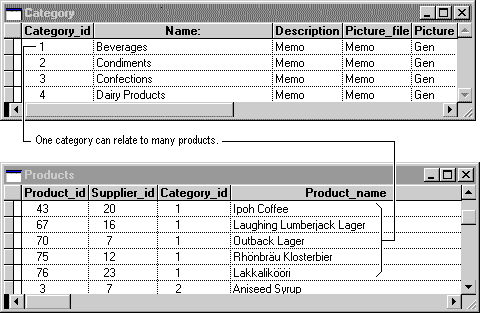 Category
Category_id Name: Description Picture_file Picture
1 Beverages Memo Memo Gen
2 Condiments Memo Memo Gen
3 Confections Memo Memo Gen
4 Dairy Products Memo Memo Gen
One category can relate to many products.
Products
Product_id Supplier_id Category_id Product_name
43 20 1 Ipoh Coffee
67 16 1 Laughing Lumberjack Lager
70 7 1 Outback Lager
75 12 1 Rhönbräu Klosterbier
76 23 1 Lakkalikööri
3 7 2 Aniseed Syrup